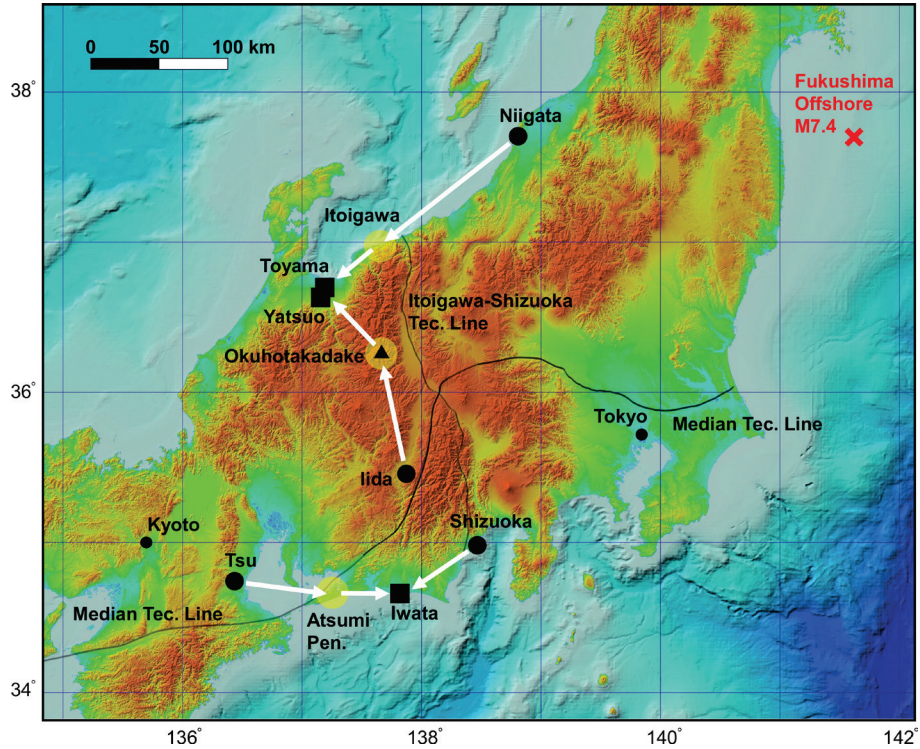 0 50 100 km
38°
Fukushima
Offshore
M7.4
Niigata
Itoigawa
Toyama
Yatsuo
Itoigawa-Shizuoka
Tec. Line
Okuhotakadake
36°
Tokyo
Median Tec. Line
Iida
Shizuoka
Kyoto
Tsu
Median Tec. Line
Atsumi
Pen.
Iwata
34°
136° 138° 140° 142°